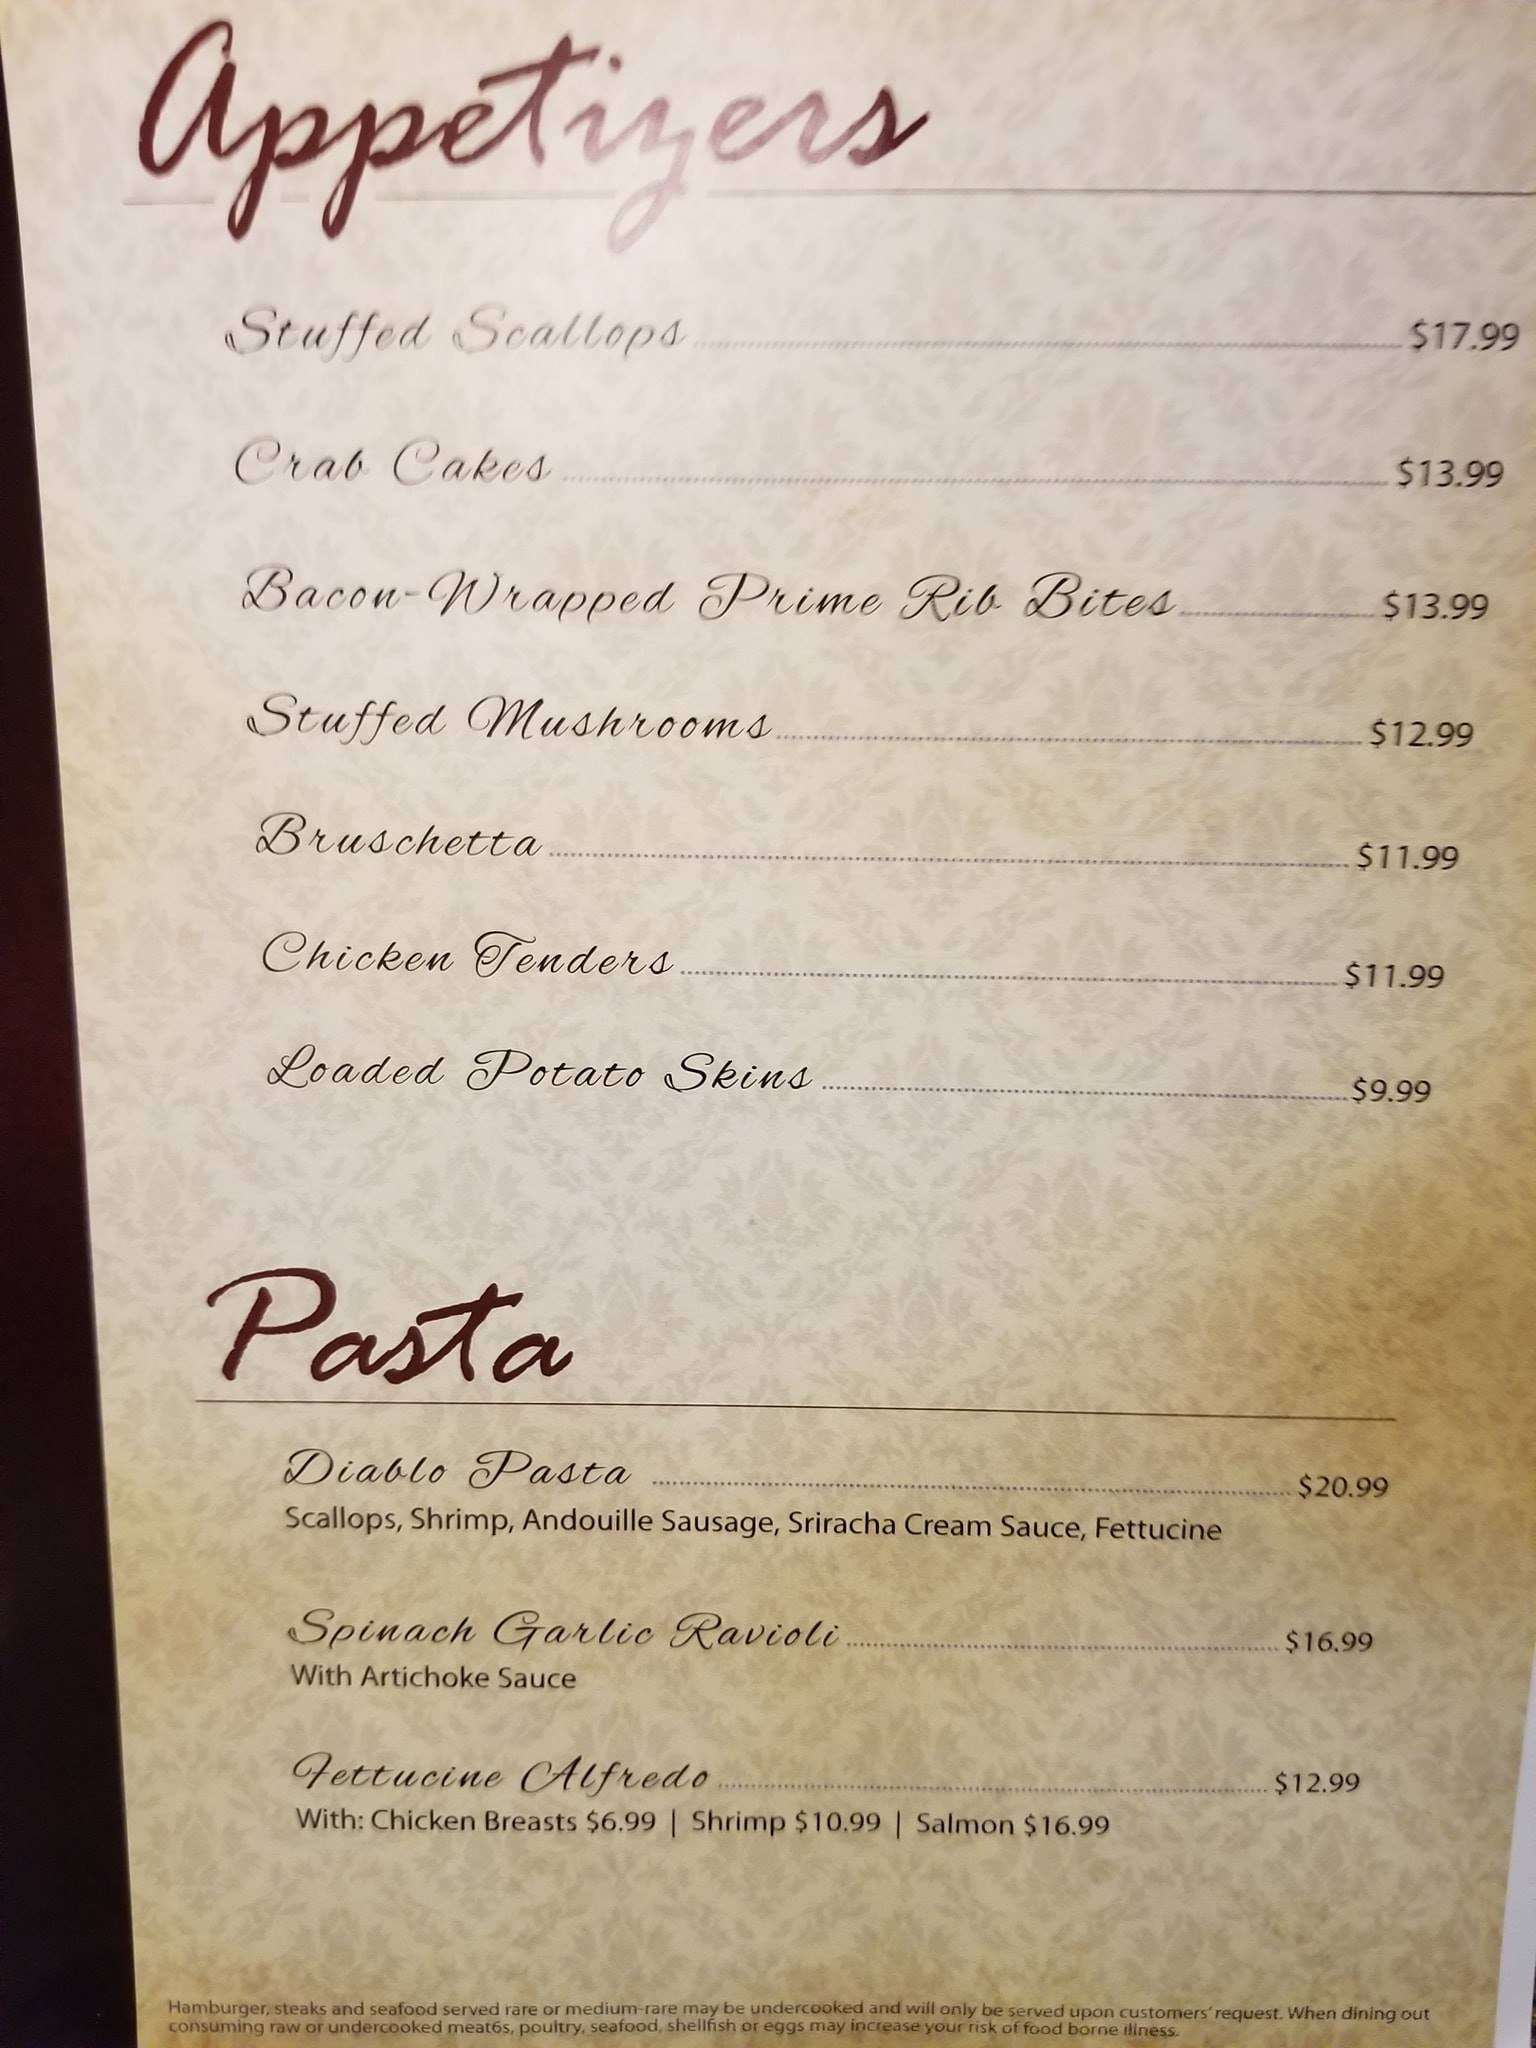 Appetizers
Stuffed Scallops $17.99
Crab Cakes $13.99
Bacon-Wrapped Prime Rib Bites $13.99
Stuffed Mushrooms $12.99
Bruschetta $11.99
Chicken Tenders $11.99
Loaded Potato Skins $9.99
Pasta
Diablo Pasta $20.99
Scallops, Shrimp, Andouille Sausage, Sriracha Cream Sauce, Fettucine
Spinach Garlic Ravioli $16.99
With Artichoke Sauce
Fettucine Alfredo $12.99
With: Chicken Breasts $6.99 | Shrimp $10.99 | Salmon $16.99
Hamburger, steaks and seafood served rare or medium-rare may be undercooked and will only be served upon customers' request. When dining out
consuming raw or undercooked meat6s, poultry, seafood, shellfish or eggs may increase your risk of food borne illness.